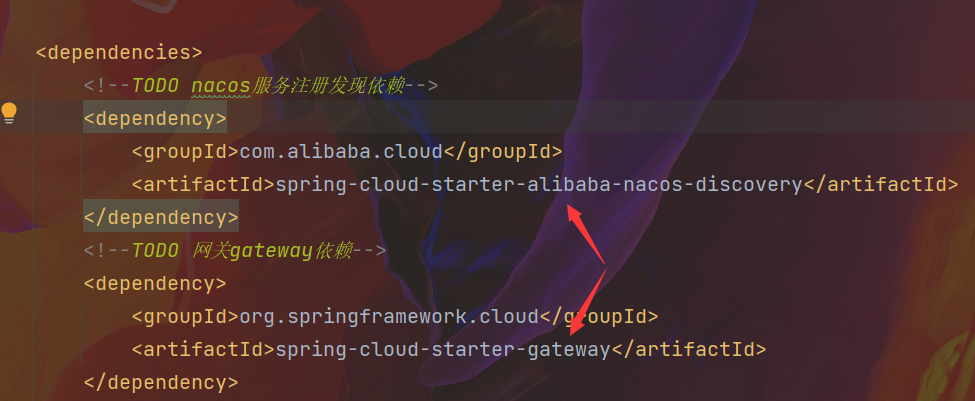 <dependencies>
<!--TODO nacos服务注册发现依赖-->
<dependency>
<groupId>com.alibaba.cloud</groupId>
<artifactId>spring-cloud-starter-alibaba-nacos-discovery</artifactId>
</dependency>
<!--TODO 网关gateway依赖-->
<dependency>
<groupId>org.springframework.cloud</groupId>
<artifactId>spring-cloud-starter-gateway</artifactId>
</dependency>